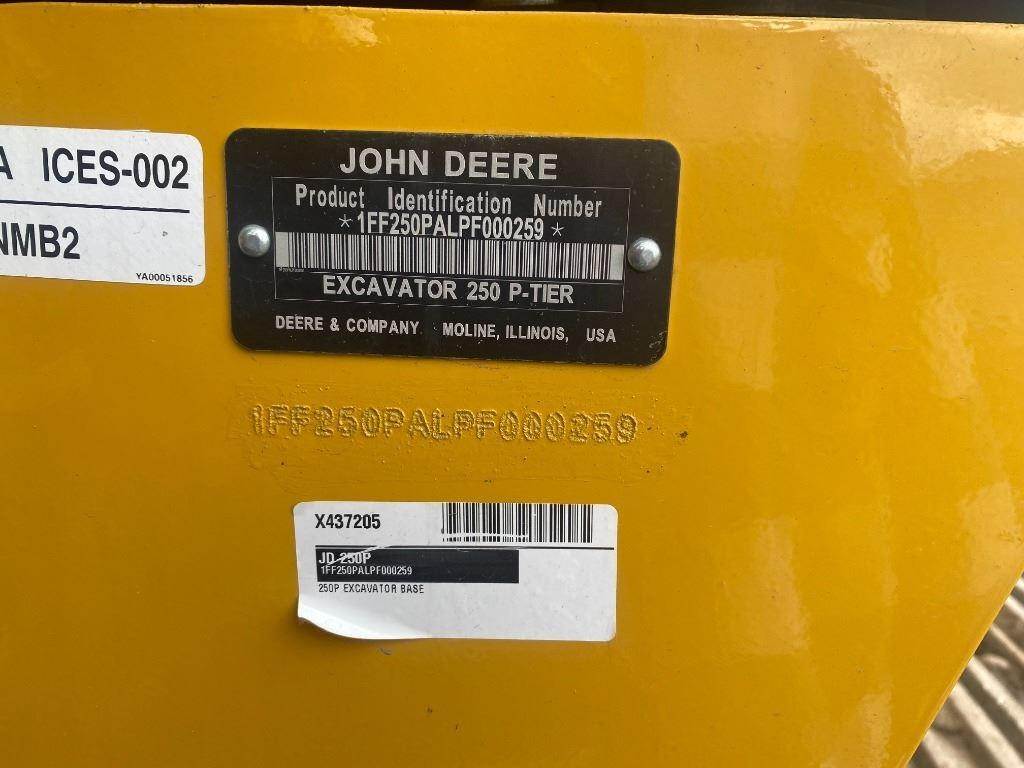 A ICES-002
NMB2
YA00051856
JOHN DEERE
Product Identification Number
*1FF250PALPF000259*
EXCAVATOR 250 P-TIER
DEERE & COMPANY MOLINE, ILLINOIS, USA
1FF250PALPF000259
X437205
JD 250P
1FF250PALPF000259
250P EXCAVATOR BASE